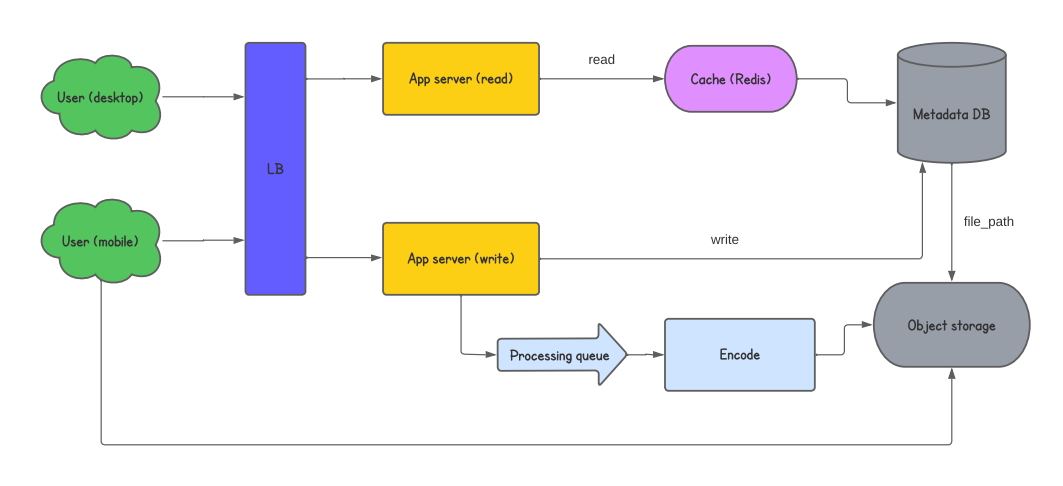 User (desktop)
User (mobile)
LB
App server (read)
App server (write)
read
write
Cache (Redis)
Metadata DB
file_path
Processing queue
Encode
Object storage